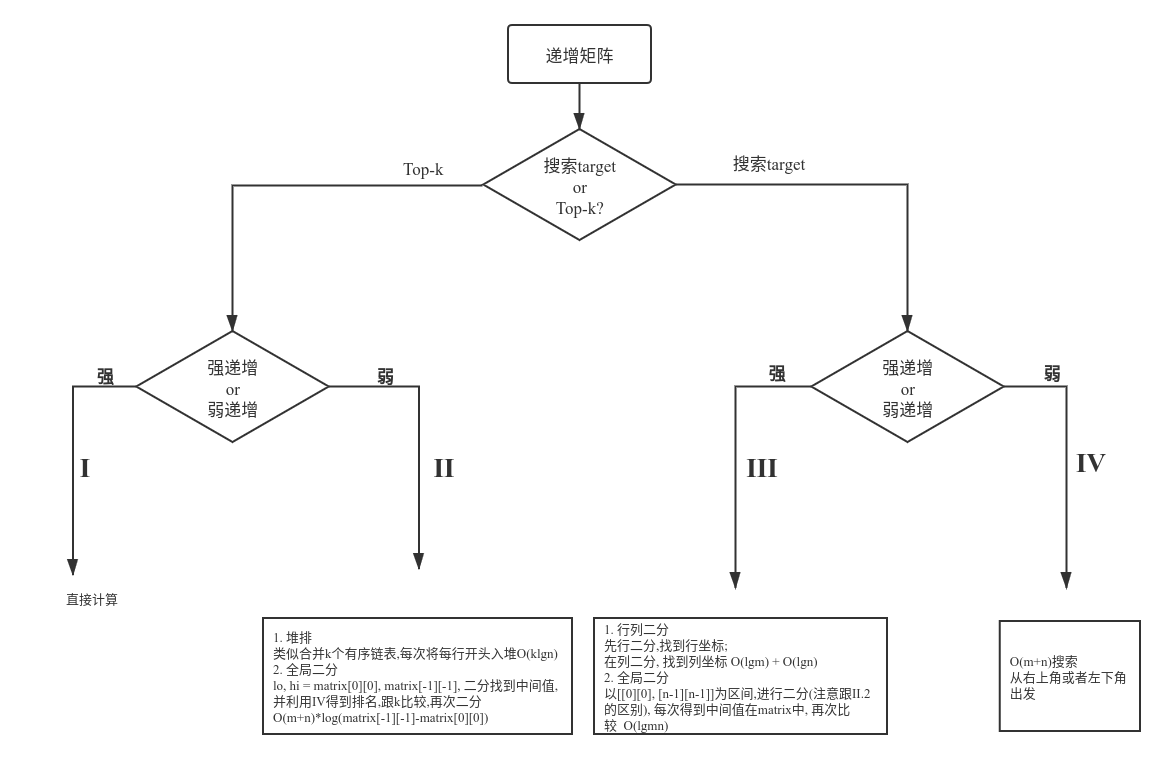 递增矩阵
搜索target
or
Top-k?
Top-k
搜索target
强递增
or
弱递增
强
弱
强递增
or
弱递增
强
弱
I
II
III
IV
直接计算
1. 堆排
类似合并k个有序链表,每次将每行开头入堆O(klgn)
2. 全局二分
lo, hi = matrix[0][0], matrix[-1][-1], 二分找到中间值,
并利用IV得到排名,跟k比较,再次二分
O(m+n)*log(matrix[-1][-1]-matrix[0][0])
1. 行列二分
先行二分,找到行坐标;
在列二分, 找到列坐标 O(lgm) + O(lgn)
2. 全局二分
以[[0][0], [n-1][n-1]]为区间,进行二分(注意跟II.2
的区别), 每次得到中间值在matrix中, 再次比
较  O(lgmn)
O(m+n)搜索
从右上角或者左下角
出发